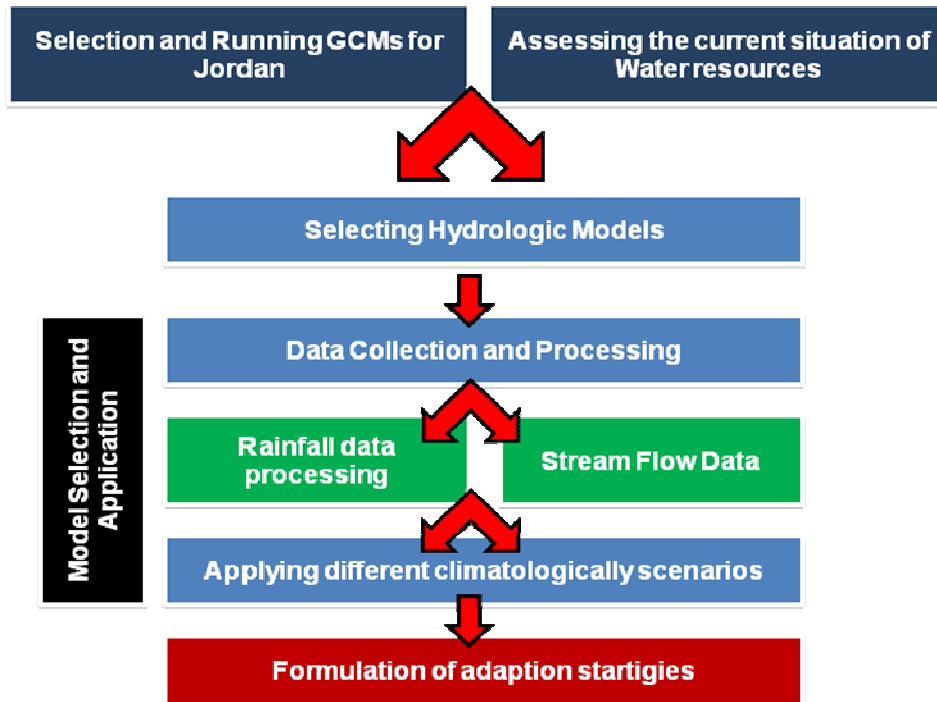 Selection and Running GCMs for
Jordan
Assessing the current situation of
Water resources
Selecting Hydrologic Models
Model Selection and
Application
Data Collection and Processing
Rainfall data
processing
Stream Flow Data
Applying different climatologically scenarios
Formulation of adaption startigies